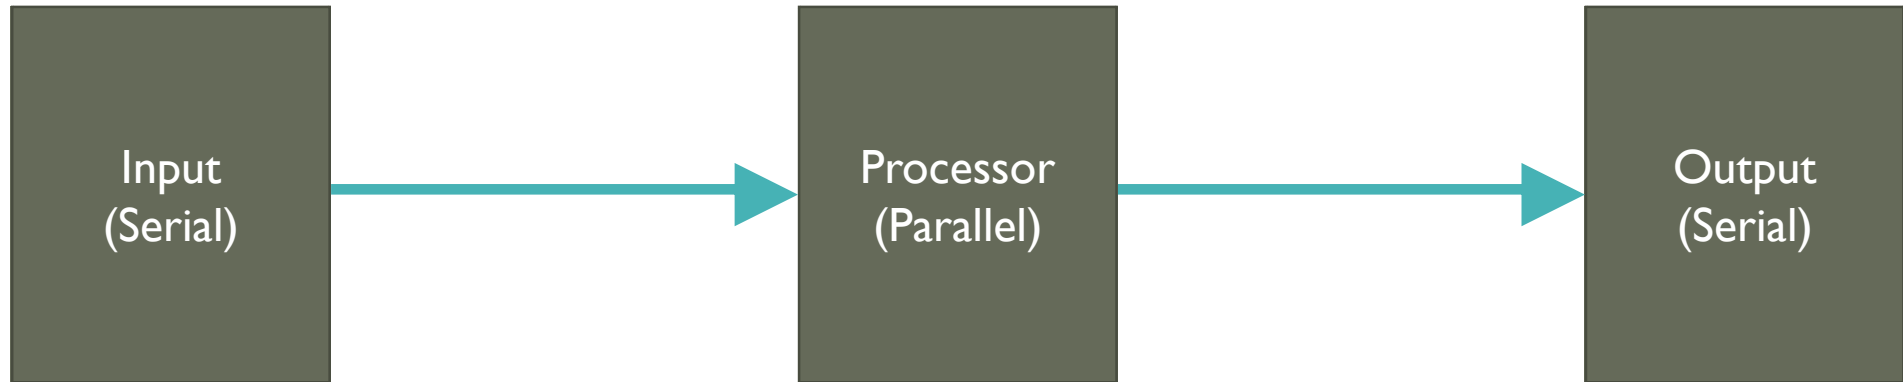 Input
(Serial)
Processor
(Parallel)
Output
(Serial)